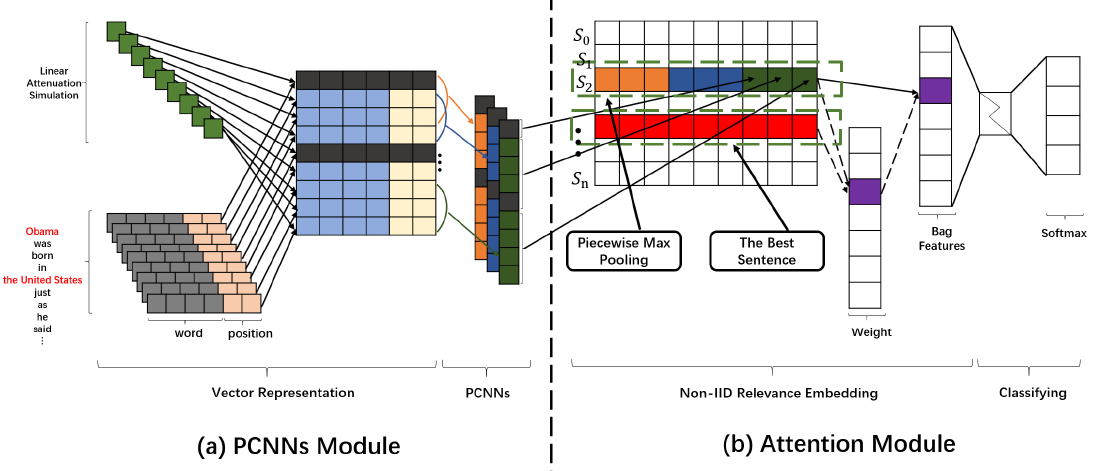 Linear
Attenuation
Simulation
Obama
was
born
in
the United States
just
as
he
said
⋮
word
position
Vector Representation
PCNNs
(a) PCNNs Module
S0
S1
S2
Sn
Piecewise Max
Pooling
The Best
Sentence
Weight
Bag
Features
Softmax
Non-IID Relevance Embedding
Classifying
(b) Attention Module